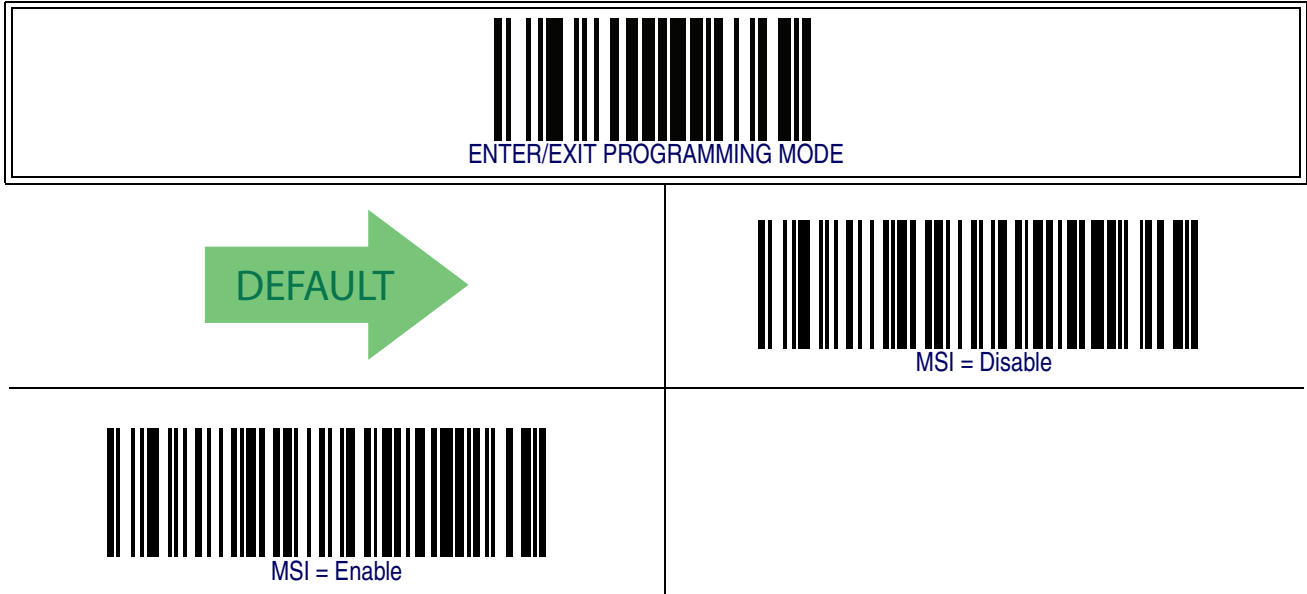 ENTER/EXIT PROGRAMMING MODE
DEFAULT
MSI = Disable
MSI = Enable